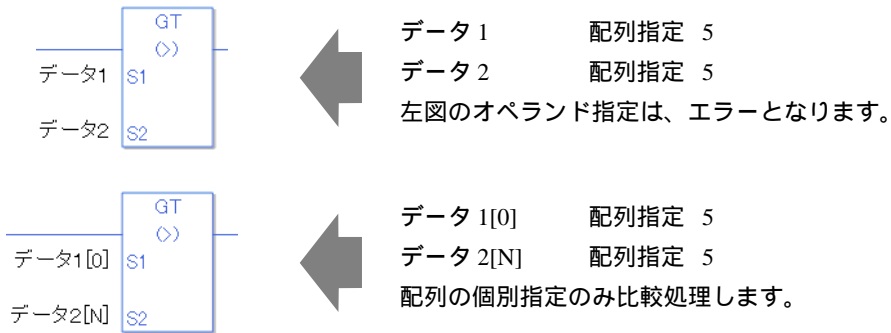 GT
(>)
データ1 S1
データ2 S2
データ 1 配列指定 5
データ 2 配列指定 5
左図のオペランド指定は、エラーとなります。
GT
(>)
データ1[0] S1
データ2[N] S2
データ 1[0] 配列指定 5
データ 2[N] 配列指定 5
配列の個別指定のみ比較処理します。